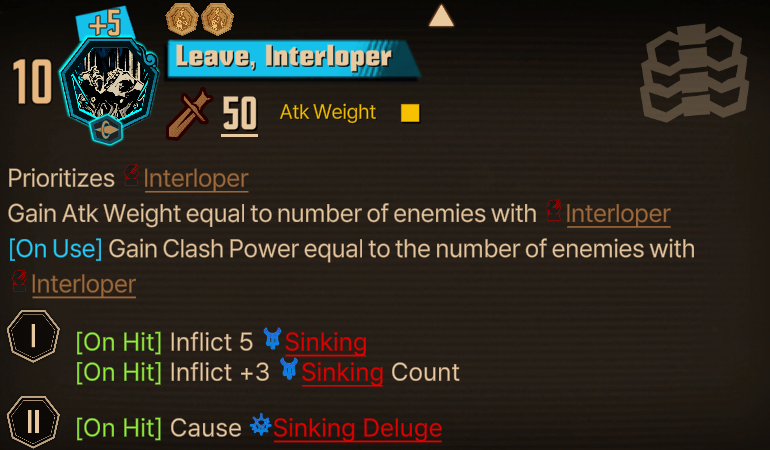 +5
10
Leave, Interloper
50 Atk Weight
Prioritizes Interloper
Gain Atk Weight equal to number of enemies with Interloper
[On Use] Gain Clash Power equal to the number of enemies with
Interloper
I
[On Hit] Inflict 5 Sinking
[On Hit] Inflict +3 Sinking Count
II
[On Hit] Cause Sinking Deluge